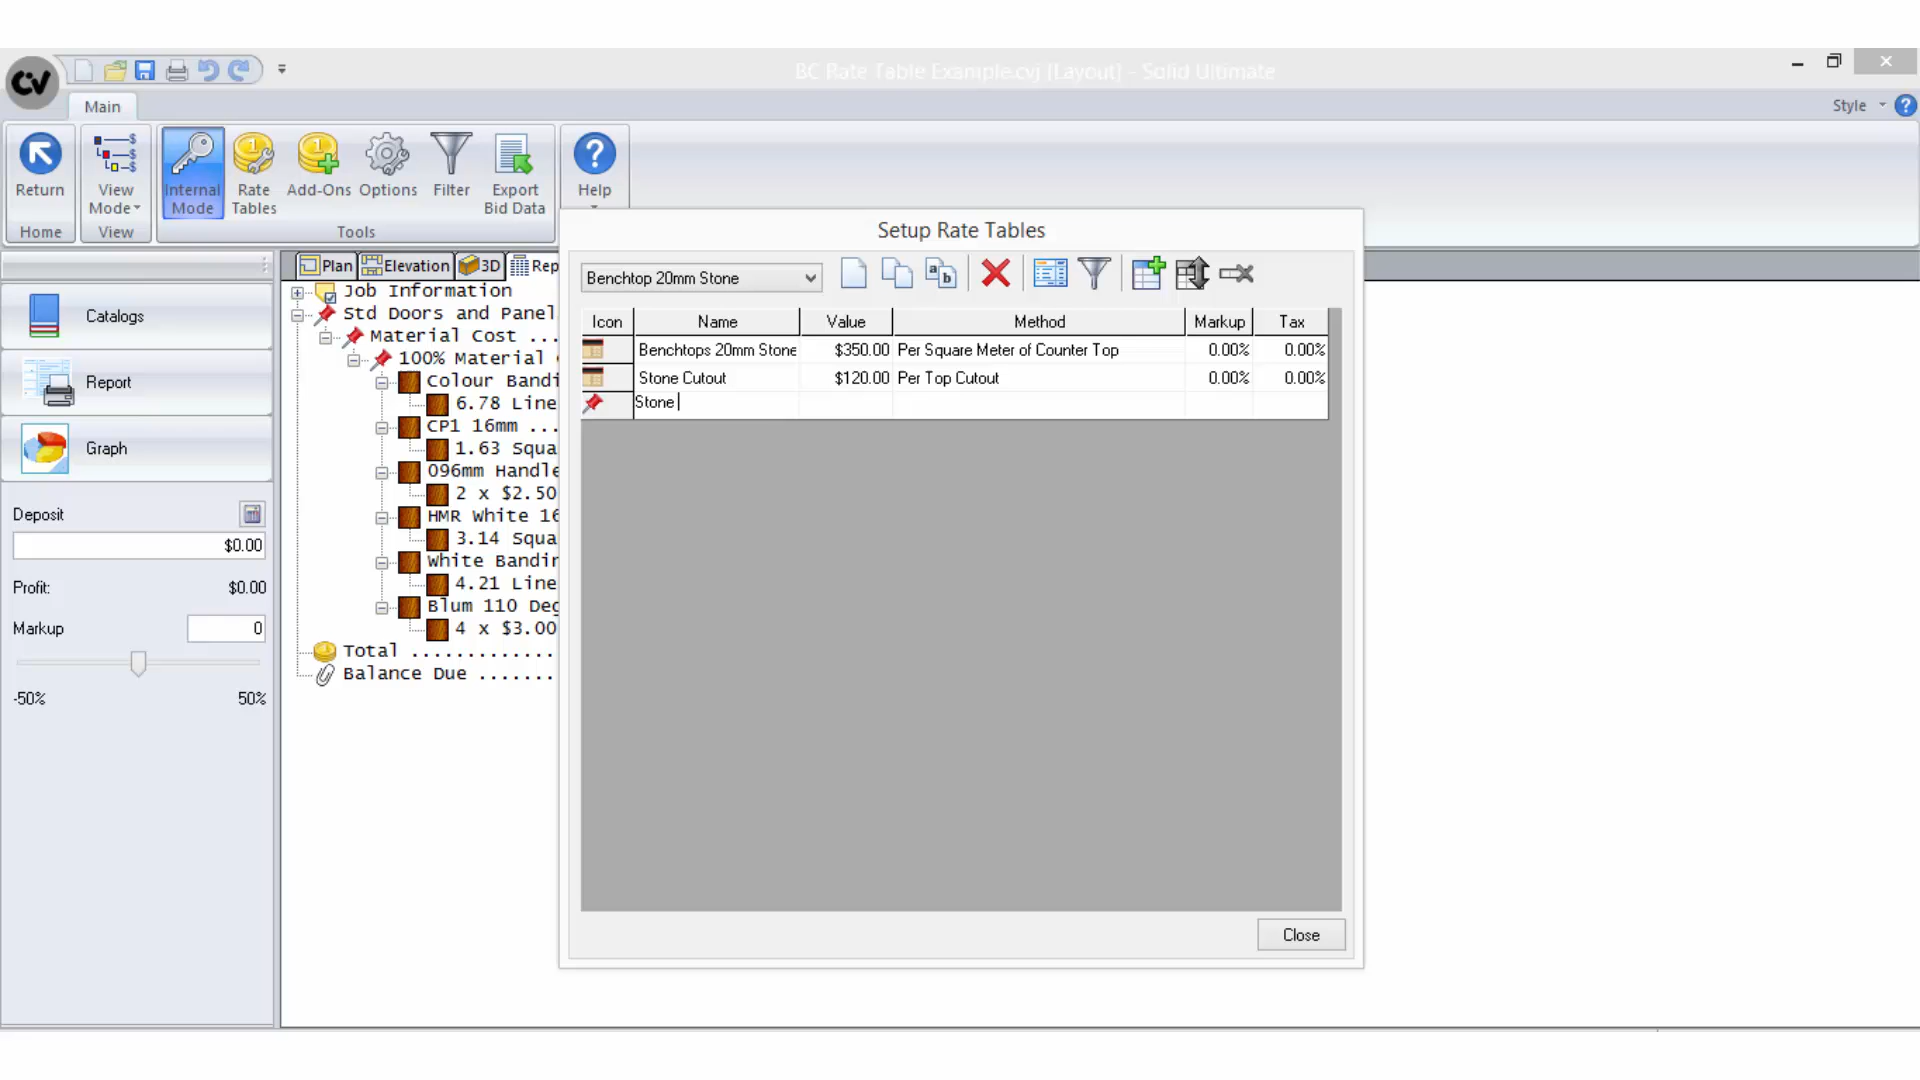 CV
BC Rate Table Example.cvj [Layout] - Solid Ultimate
Main
Style
Return
View Mode
Internal Mode
Rate Tables
Add-Ons
Options
Filter
Export Bid Data
Help
Home
View
Tools
Catalogs
Report
Graph
Deposit
$0.00
Profit: $0.00
Markup 0
-50% 50%
Plan Elevation 3D Rep
Job Information
Std Doors and Panel
Material Cost ...
100% Material
Colour Bandi
6.78 Line
CP1 16mm ...
1.63 Squa
096mm Handle
2 x $2.50
HMR White 16
3.14 Squa
White Bandin
4.21 Line
Blum 110 Deg
4 x $3.00
Total .............
Balance Due .......
Setup Rate Tables
Benchtop 20mm Stone
Icon Name Value Method Markup Tax
Benchtops 20mm Stone $350.00 Per Square Meter of Counter Top 0.00% 0.00%
Stone Cutout $120.00 Per Top Cutout 0.00% 0.00%
Stone
Close